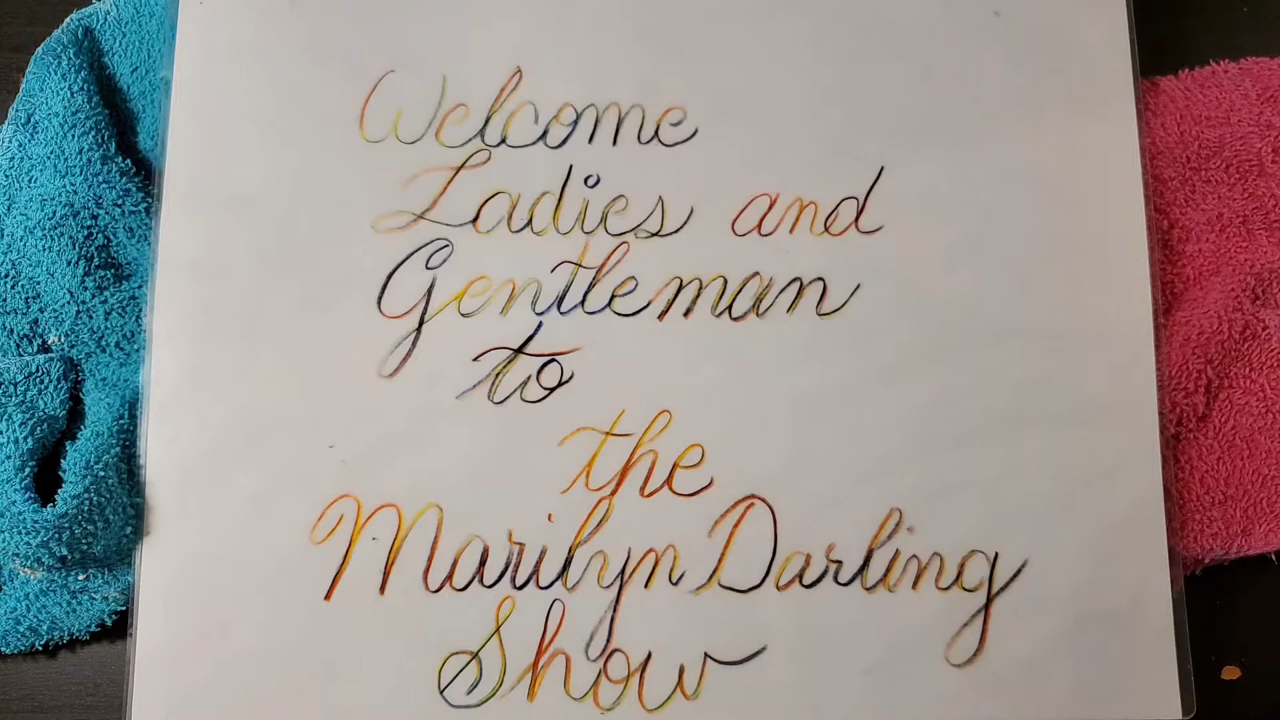 Welcome
Ladies and
Gentleman
to
the
Marilyn Darling
Show